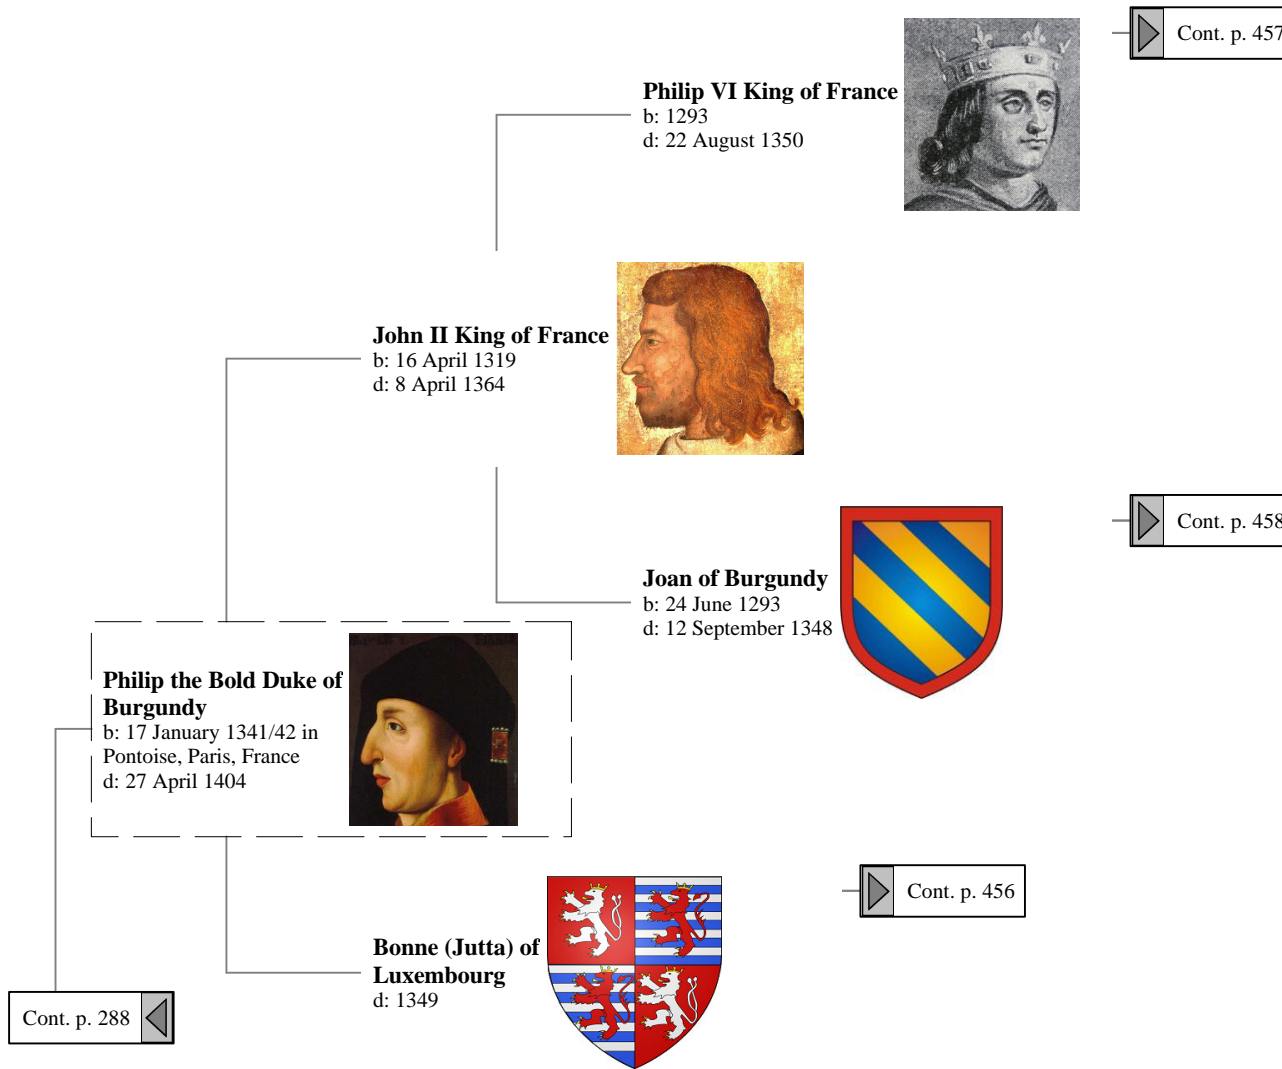 Cont. p. 457
Philip VI King of France
b: 1293
d: 22 August 1350
John II King of France
b: 16 April 1319
d: 8 April 1364
Cont. p. 458
Joan of Burgundy
b: 24 June 1293
d: 12 September 1348
Philip the Bold Duke of
Burgundy
b: 17 January 1341/42 in
Pontoise, Paris, France
d: 27 April 1404
Cont. p. 456
Bonne (Jutta) of
Luxembourg
d: 1349
Cont. p. 288